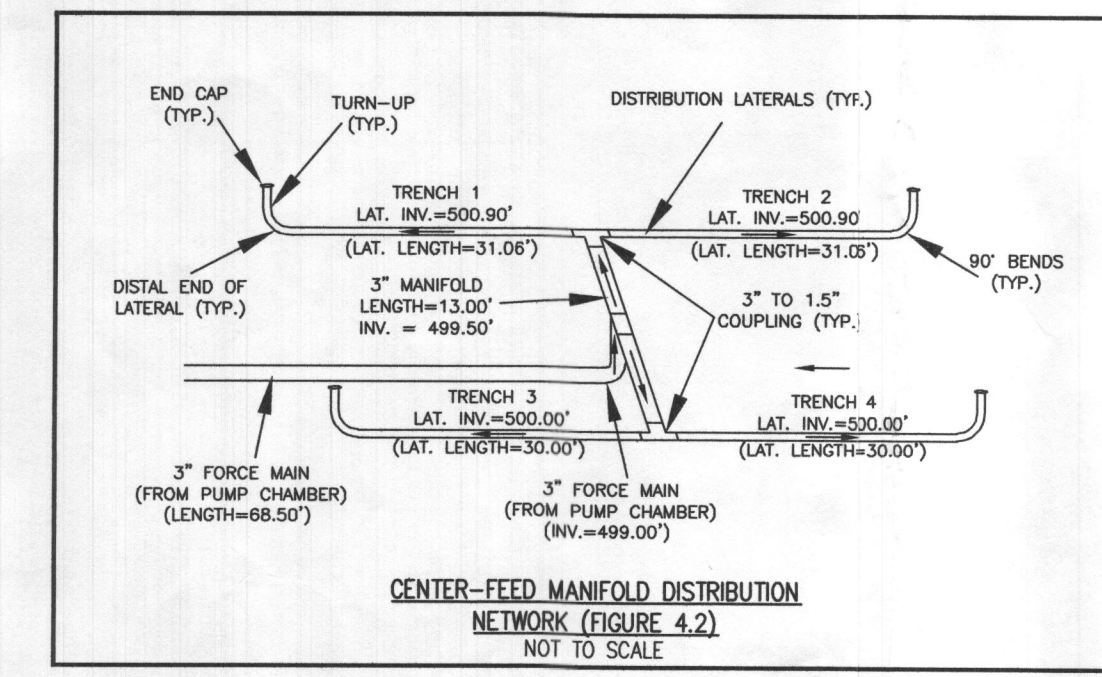 END CAP
(TYP.)
TURN-UP
(TYP.)
DISTRIBUTION LATERALS (TYP.)
TRENCH 1
LAT. INV.=500.90'
(LAT. LENGTH=31.06')
TRENCH 2
LAT. INV.=500.90'
(LAT. LENGTH=31.06')
90° BENDS
(TYP.)
DISTAL END OF
LATERAL (TYP.)
3" MANIFOLD
LENGTH=13.00'
INV. = 499.50'
3" TO 1.5"
COUPLING (TYP.)
TRENCH 3
LAT. INV.=500.00'
(LAT. LENGTH=30.00')
TRENCH 4
LAT. INV.=500.00'
(LAT. LENGTH=30.00')
3" FORCE MAIN
(FROM PUMP CHAMBER)
(LENGTH=68.50')
3" FORCE MAIN
(FROM PUMP CHAMBER)
(INV.=499.00')
CENTER-FEED MANIFOLD DISTRIBUTION
NETWORK (FIGURE 4.2)
NOT TO SCALE